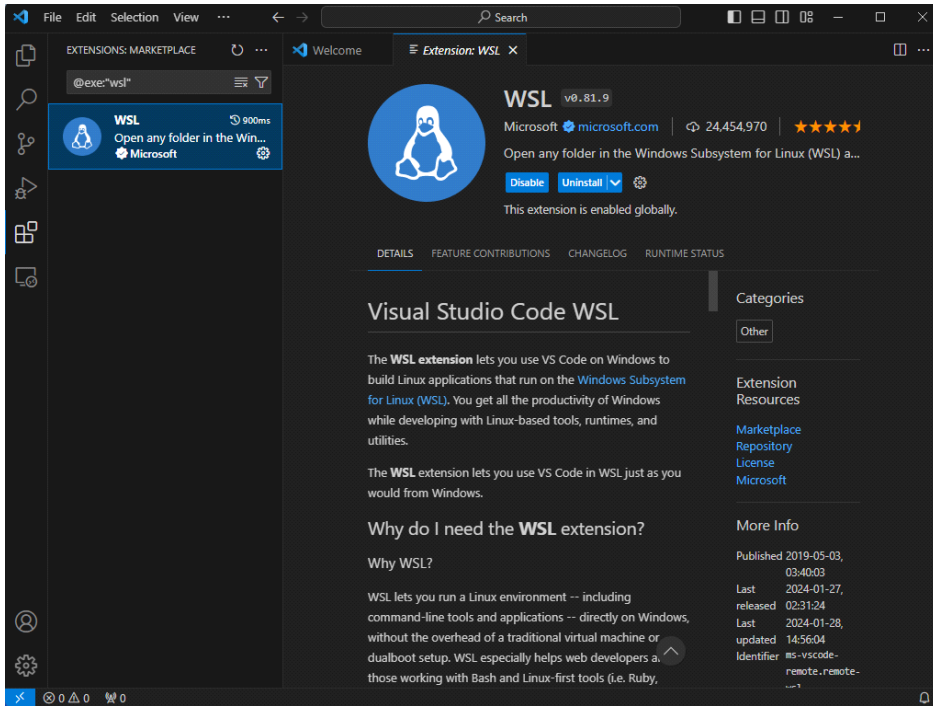 File Edit Selection View ··· Search
EXTENSIONS: MARKETPLACE
@exe:"wsl"
WSL 900ms
Open any folder in the Win...
Microsoft
Welcome Extension: WSL
WSL v0.81.9
Microsoft microsoft.com | 24,454,970
Open any folder in the Windows Subsystem for Linux (WSL) a...
Disable Uninstall
This extension is enabled globally.
DETAILS FEATURE CONTRIBUTIONS CHANGELOG RUNTIME STATUS
Visual Studio Code WSL
The WSL extension lets you use VS Code on Windows to
build Linux applications that run on the Windows Subsystem
for Linux (WSL). You get all the productivity of Windows
while developing with Linux-based tools, runtimes, and
utilities.
The WSL extension lets you use VS Code in WSL just as you
would from Windows.
Why do I need the WSL extension?
Why WSL?
WSL lets you run a Linux environment -- including
command-line tools and applications -- directly on Windows,
without the overhead of a traditional virtual machine or
dualboot setup. WSL especially helps web developers
those working with Bash and Linux-first tools (i.e. Ruby,
Categories
Other
Extension
Resources
Marketplace
Repository
License
Microsoft
More Info
Published 2019-05-03,
03:40:03
Last 2024-01-27,
released 02:31:24
Last 2024-01-28,
updated 14:56:04
Identifier ms-vscode-
remote.remote-
0 0 0